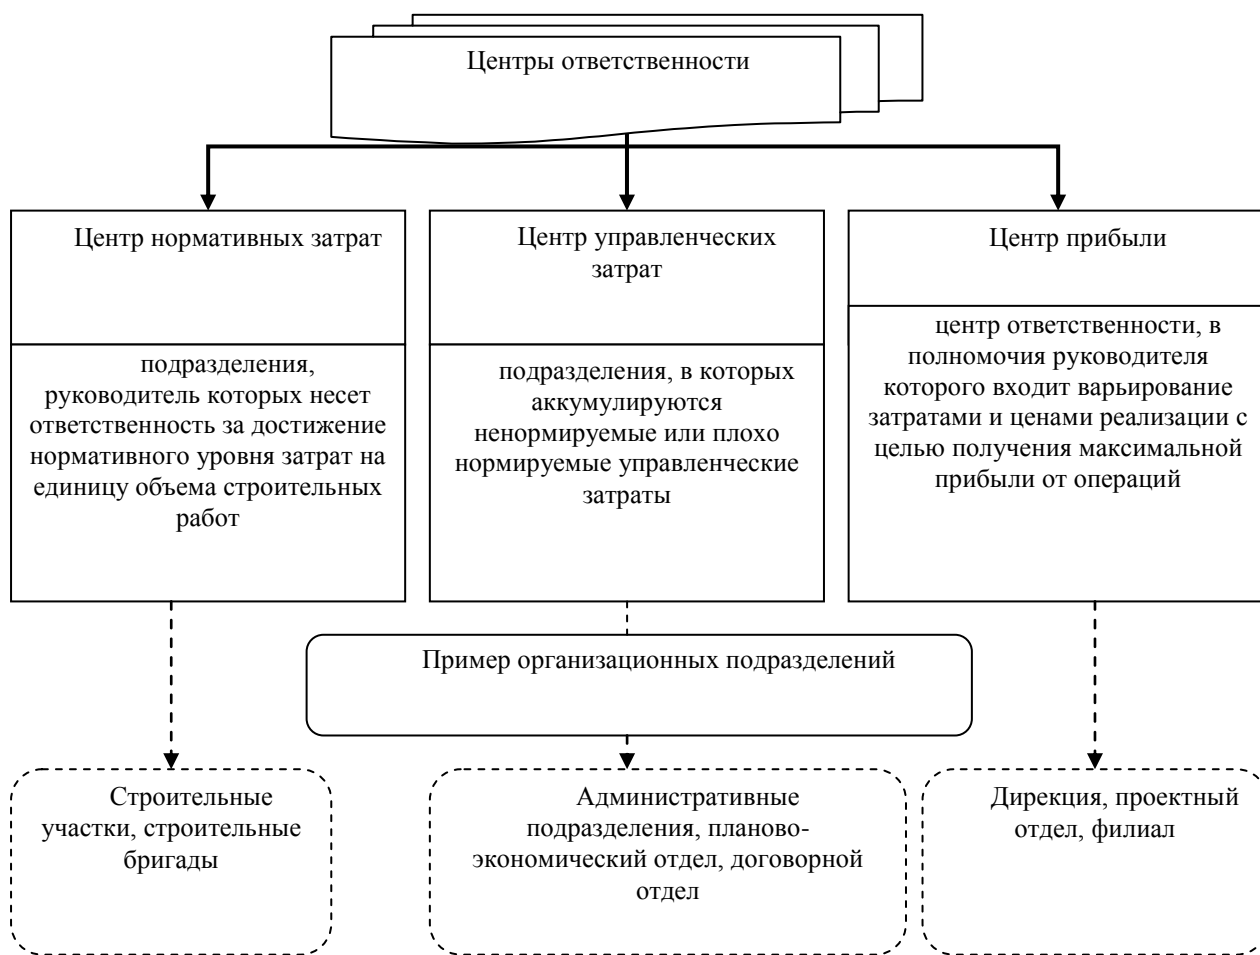 Центры ответственности
Центр нормативных затрат
Центр управленческих
затрат
Центр прибыли
подразделения,
руководитель которых несет
ответственность за достижение
нормативного уровня затрат на
единицу объема строительных
работ
подразделения, в которых
аккумулируются
ненормируемые или плохо
нормируемые управленческие
затраты
центр ответственности, в
полномочия руководителя
которого входит варьирование
затратами и ценами реализации с
целью получения максимальной
прибыли от операций
Пример организационных подразделений
Строительные
участки, строительные
бригады
Административные
подразделения, планово-
экономический отдел, договорной
отдел
Дирекция, проектный
отдел, филиал